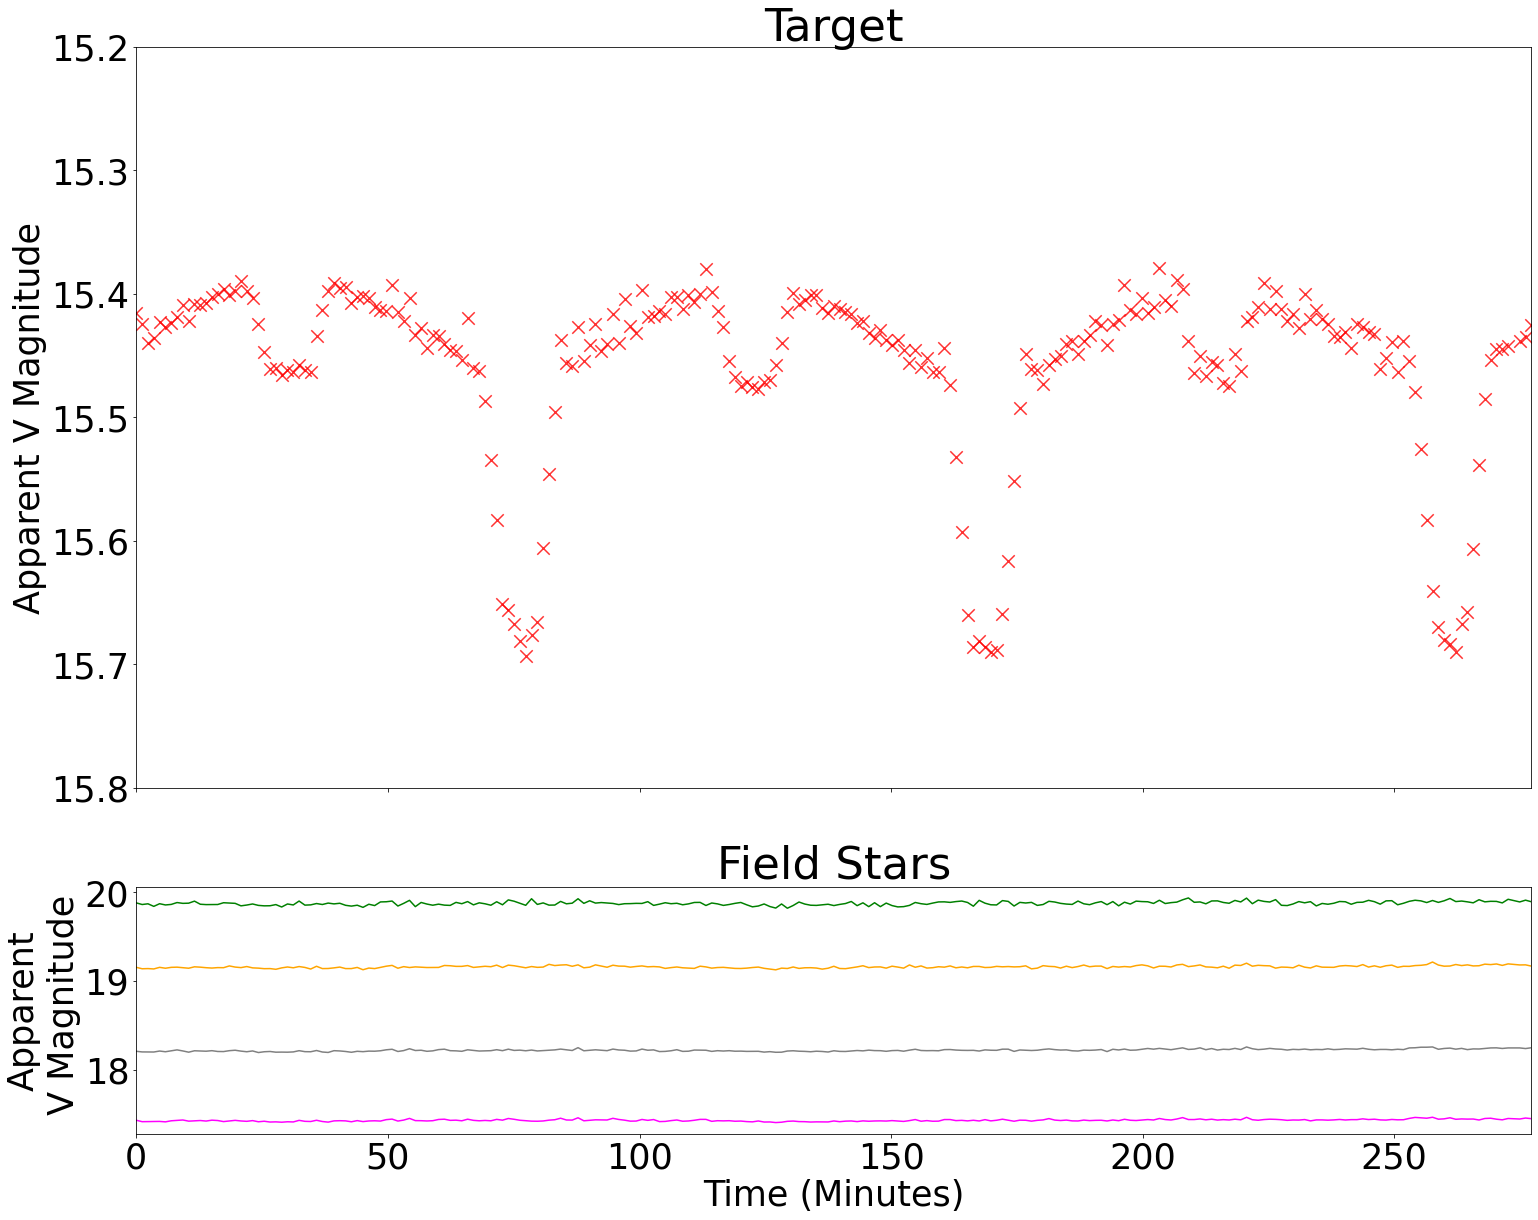 Target
15.2
15.3
15.4
15.5
15.6
15.7
15.8
Apparent V Magnitude
Field Stars
20
19
18
Apparent
V Magnitude
0 50 100 150 200 250
Time (Minutes)